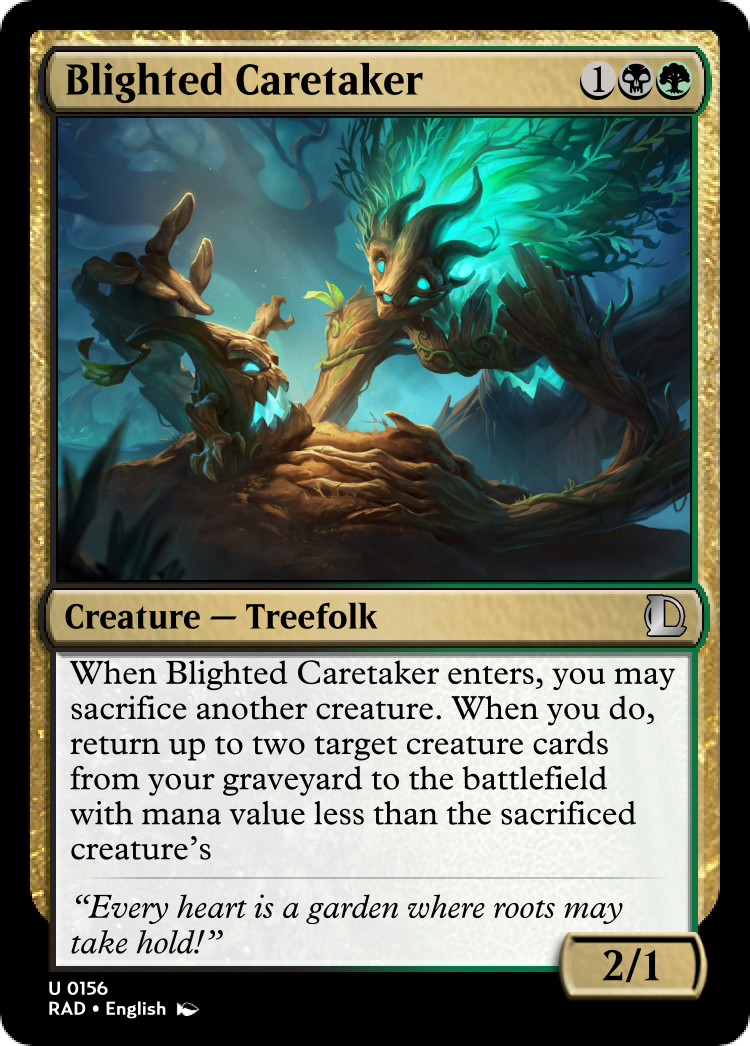 Blighted Caretaker 1
Creature — Treefolk
When Blighted Caretaker enters, you may
sacrifice another creature. When you do,
return up to two target creature cards
from your graveyard to the battlefield
with mana value less than the sacrificed
creature's
“Every heart is a garden where roots may
take hold!”
2/1
U 0156
RAD • English